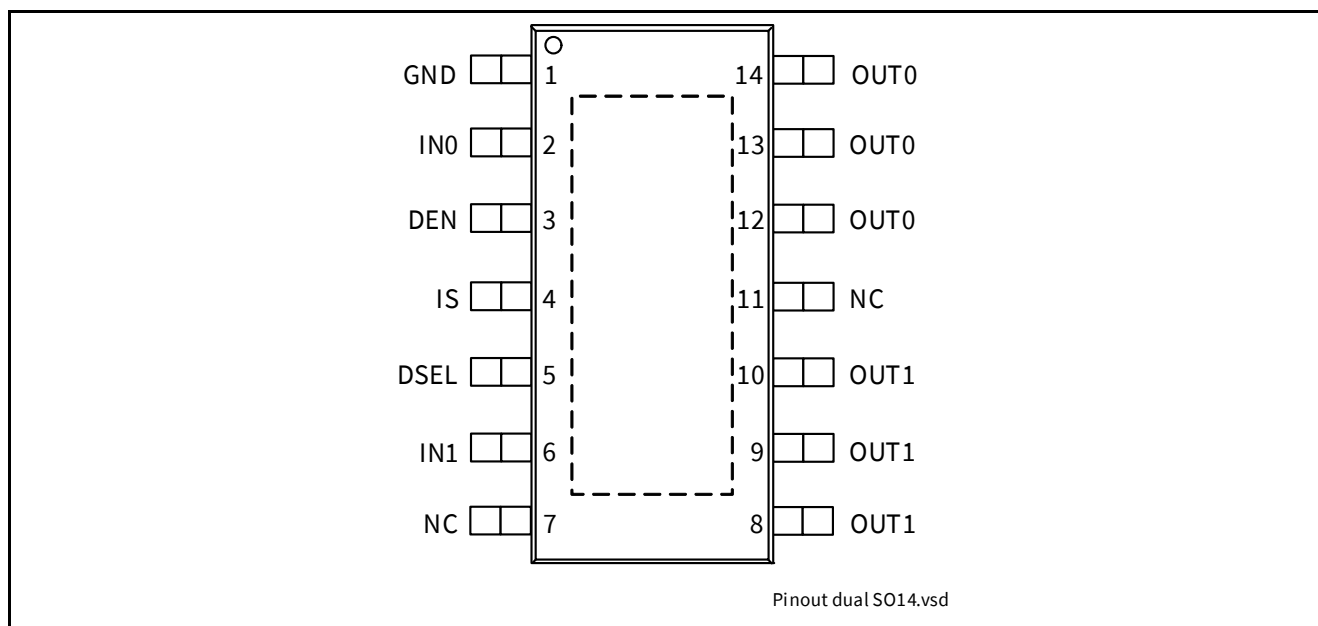 GND 1 14 OUT0
IN0 2 13 OUT0
DEN 3 12 OUT0
IS 4 11 NC
DSEL 5 10 OUT1
IN1 6 9 OUT1
NC 7 8 OUT1
Pinout dual SO14.vsd